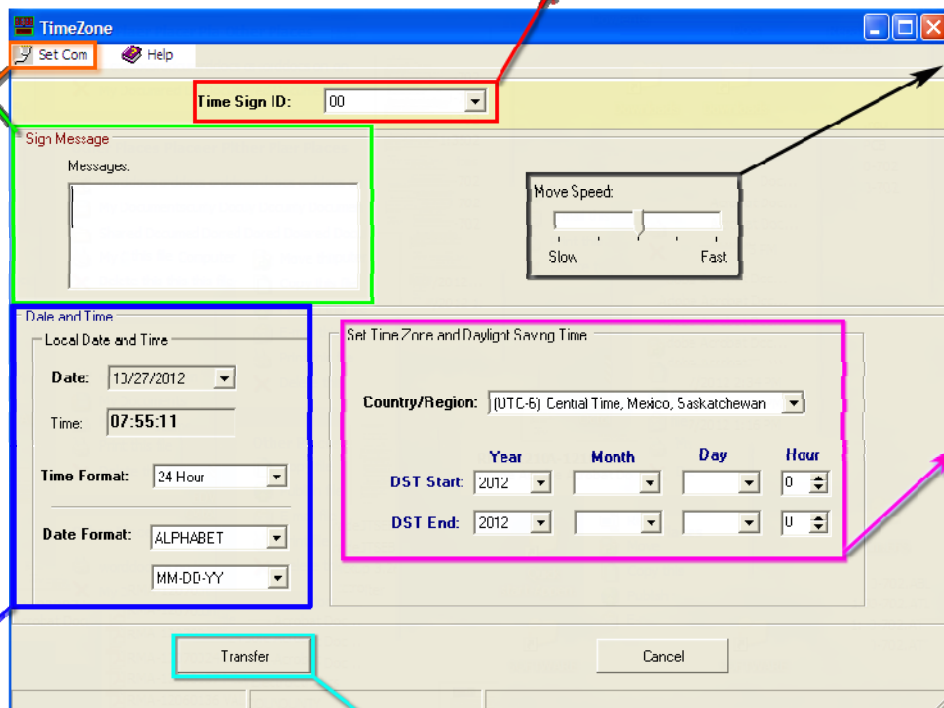 TimeZone
Set Com Help
Time Sign ID: 00
Sign Message
Messages:
Move Speed:
Slow Fast
Date and Time
Local Date and Time
Date: 10/27/2012
Time: 07:55:11
Time Format: 24 Hour
Date Format: ALPHABET
MM-DD-YY
Set Time Zone and Daylight Saving Time
Country/Region: (UTC-6) Central Time, Mexico, Saskatchewan
Year Month Day Hour
DST Start: 2012 0
DST End: 2012 0
Transfer Cancel